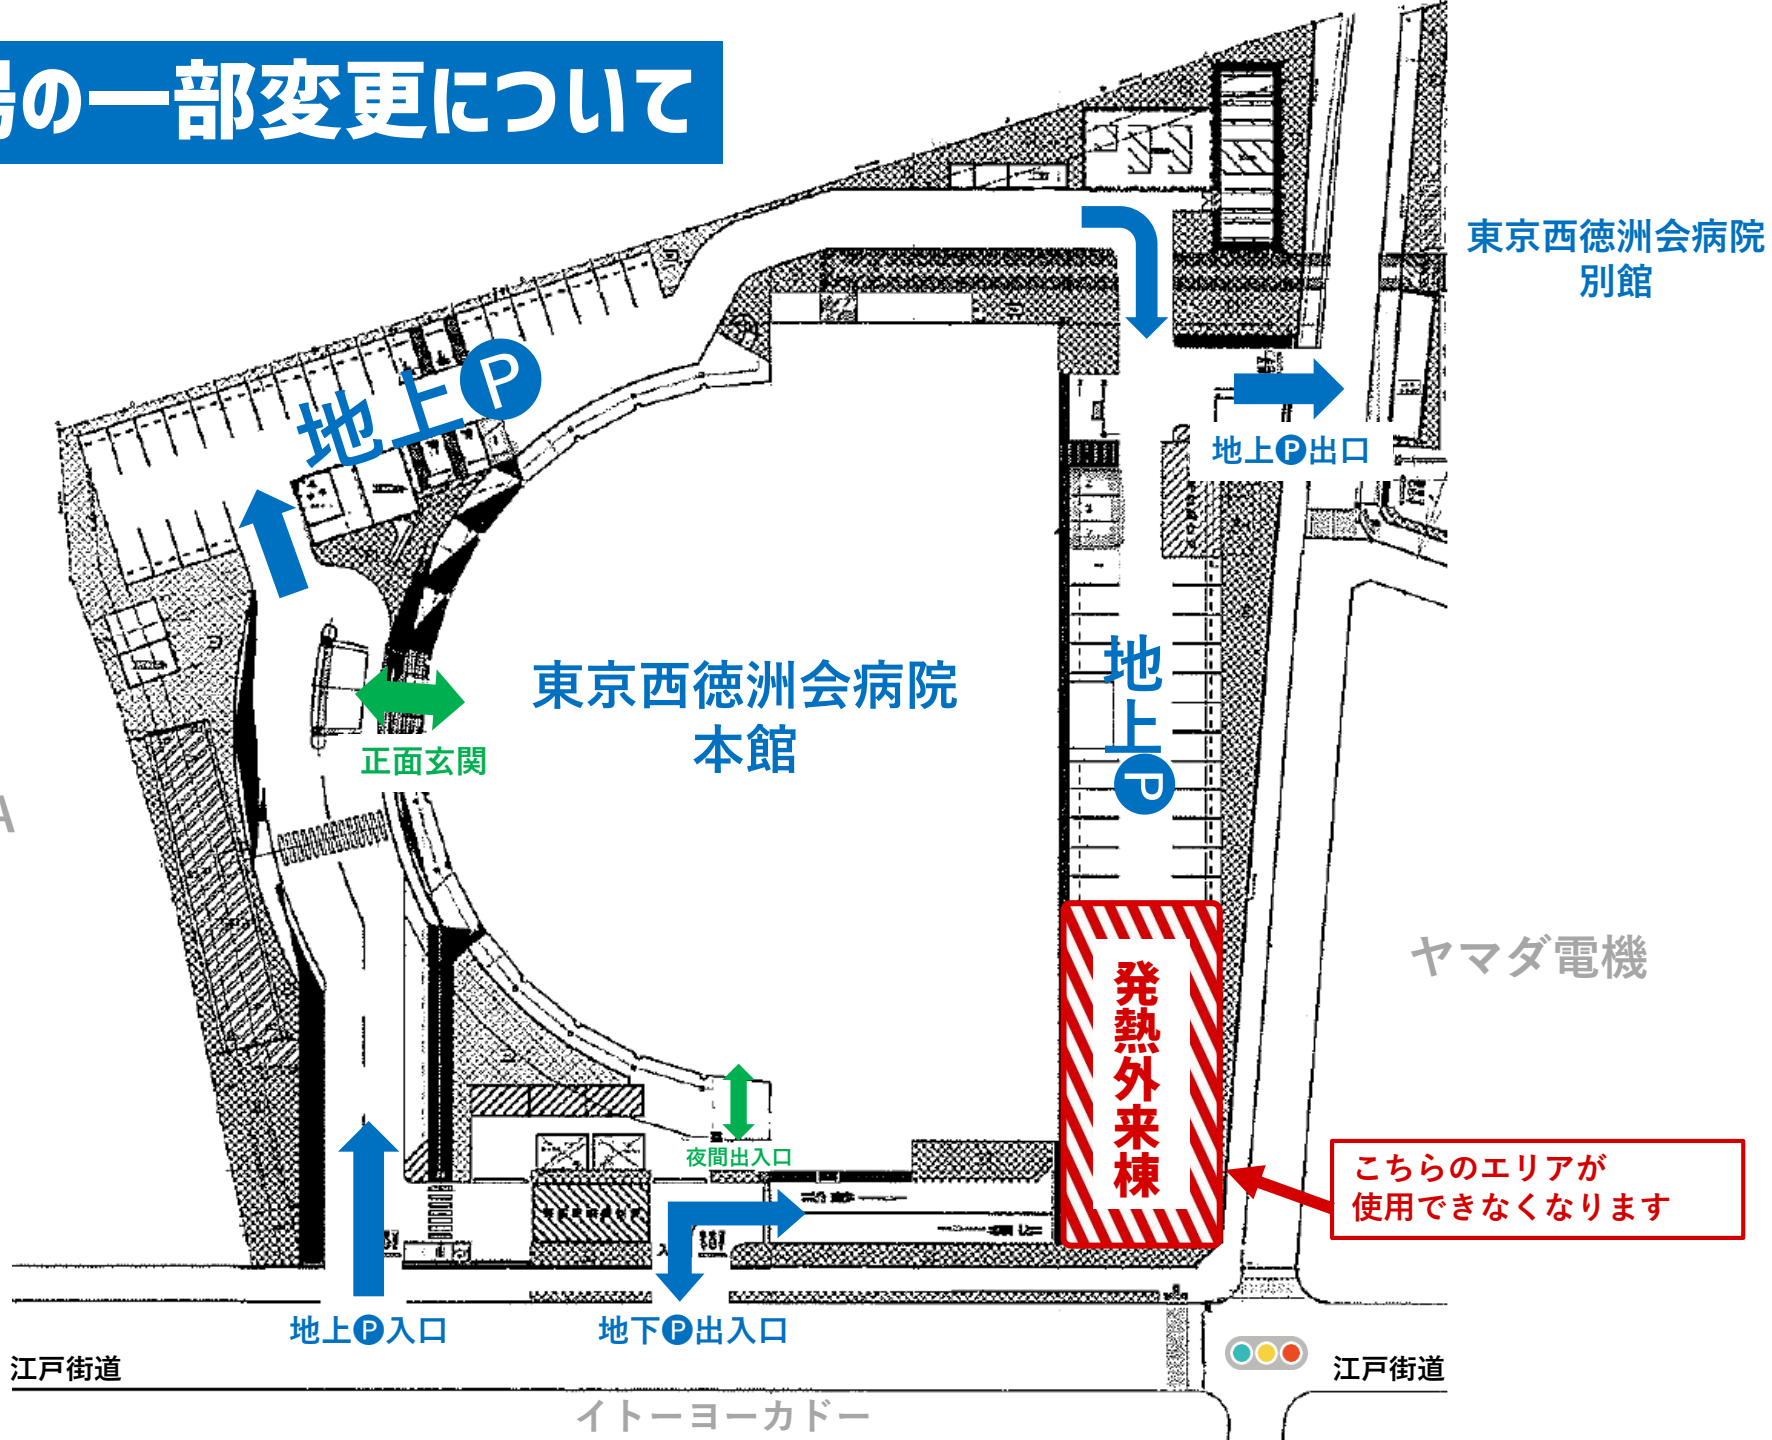 場の一部変更について
東京西徳洲会病院
別館
地上P
地上P出口
東京西徳洲会病院
本館
正面玄関
地上P
ヤマダ電機
発熱外来棟
こちらのエリアが
使用できなくなります
夜間出入口
地上P入口
地下P出入口
江戸街道
江戸街道
イトーヨーカドー